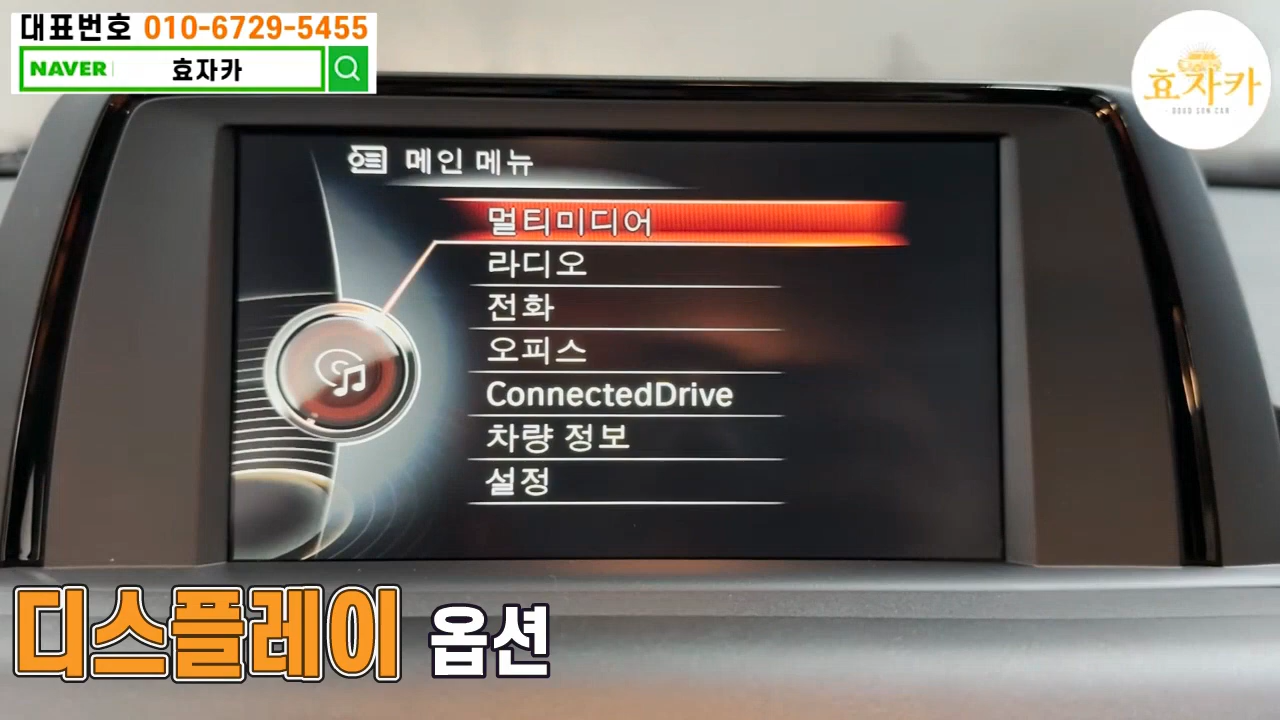 대표번호 010-6729-5455
NAVER 효자카
효자카
메인 메뉴
멀티미디어
라디오
전화
오피스
ConnectedDrive
차량 정보
설정
디스플레이 옵션